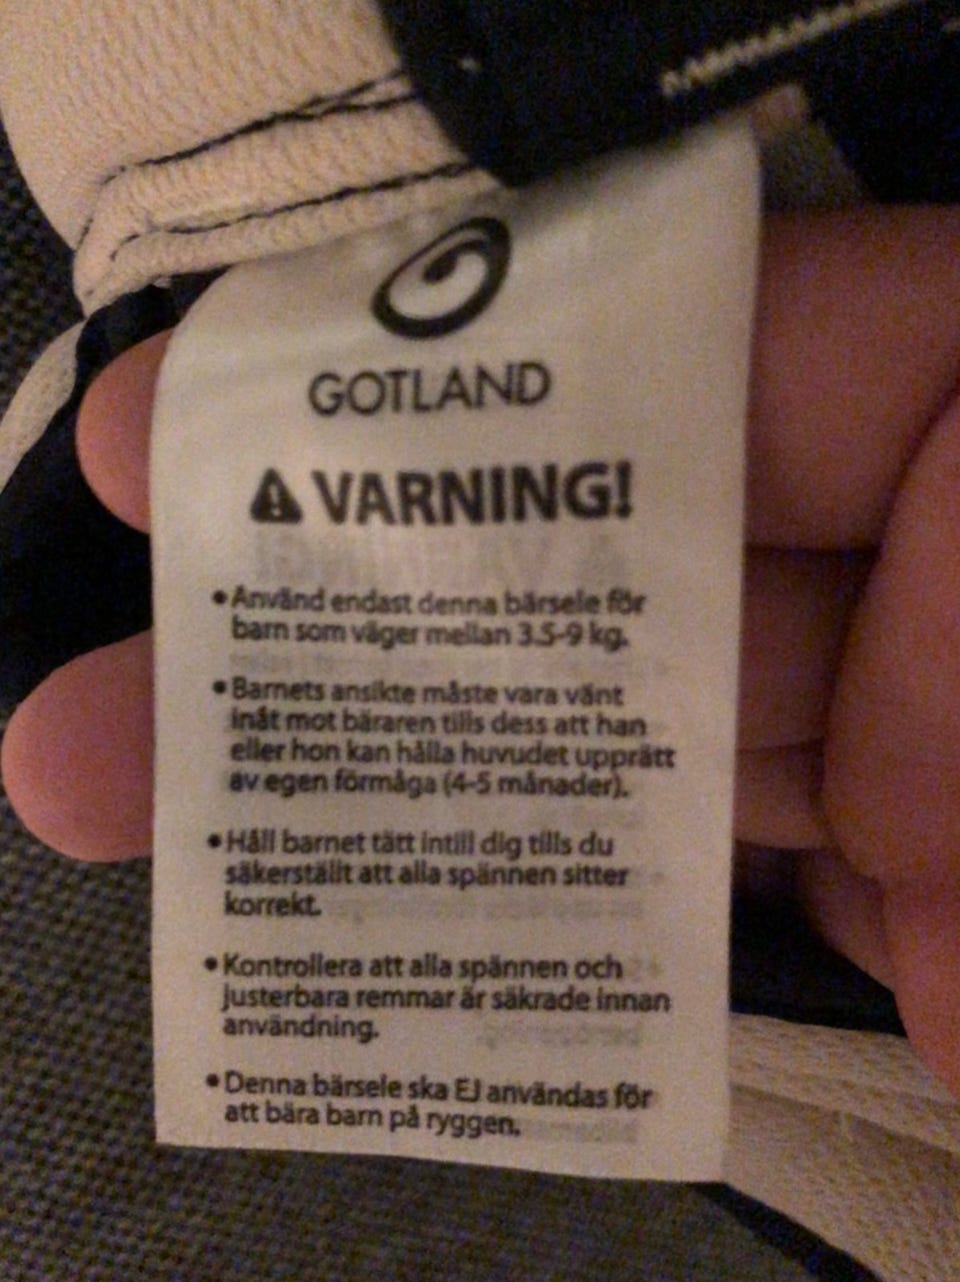 GOTLAND
⚠ VARNING!
• Använd endast denna bärsele för
barn som väger mellan 3.5-9 kg.
• Barnets ansikte måste vara vänt
inåt mot bäraren tills dess att han
eller hon kan hålla huvudet upprätt
av egen förmåga (4-5 månader).
• Håll barnet tätt intill dig tills du
säkerställt att alla spännen sitter
korrekt.
• Kontrollera att alla spännen och
justerbara remmar är säkrade innan
användning.
• Denna bärsele ska EJ användas för
att bära barn på ryggen.